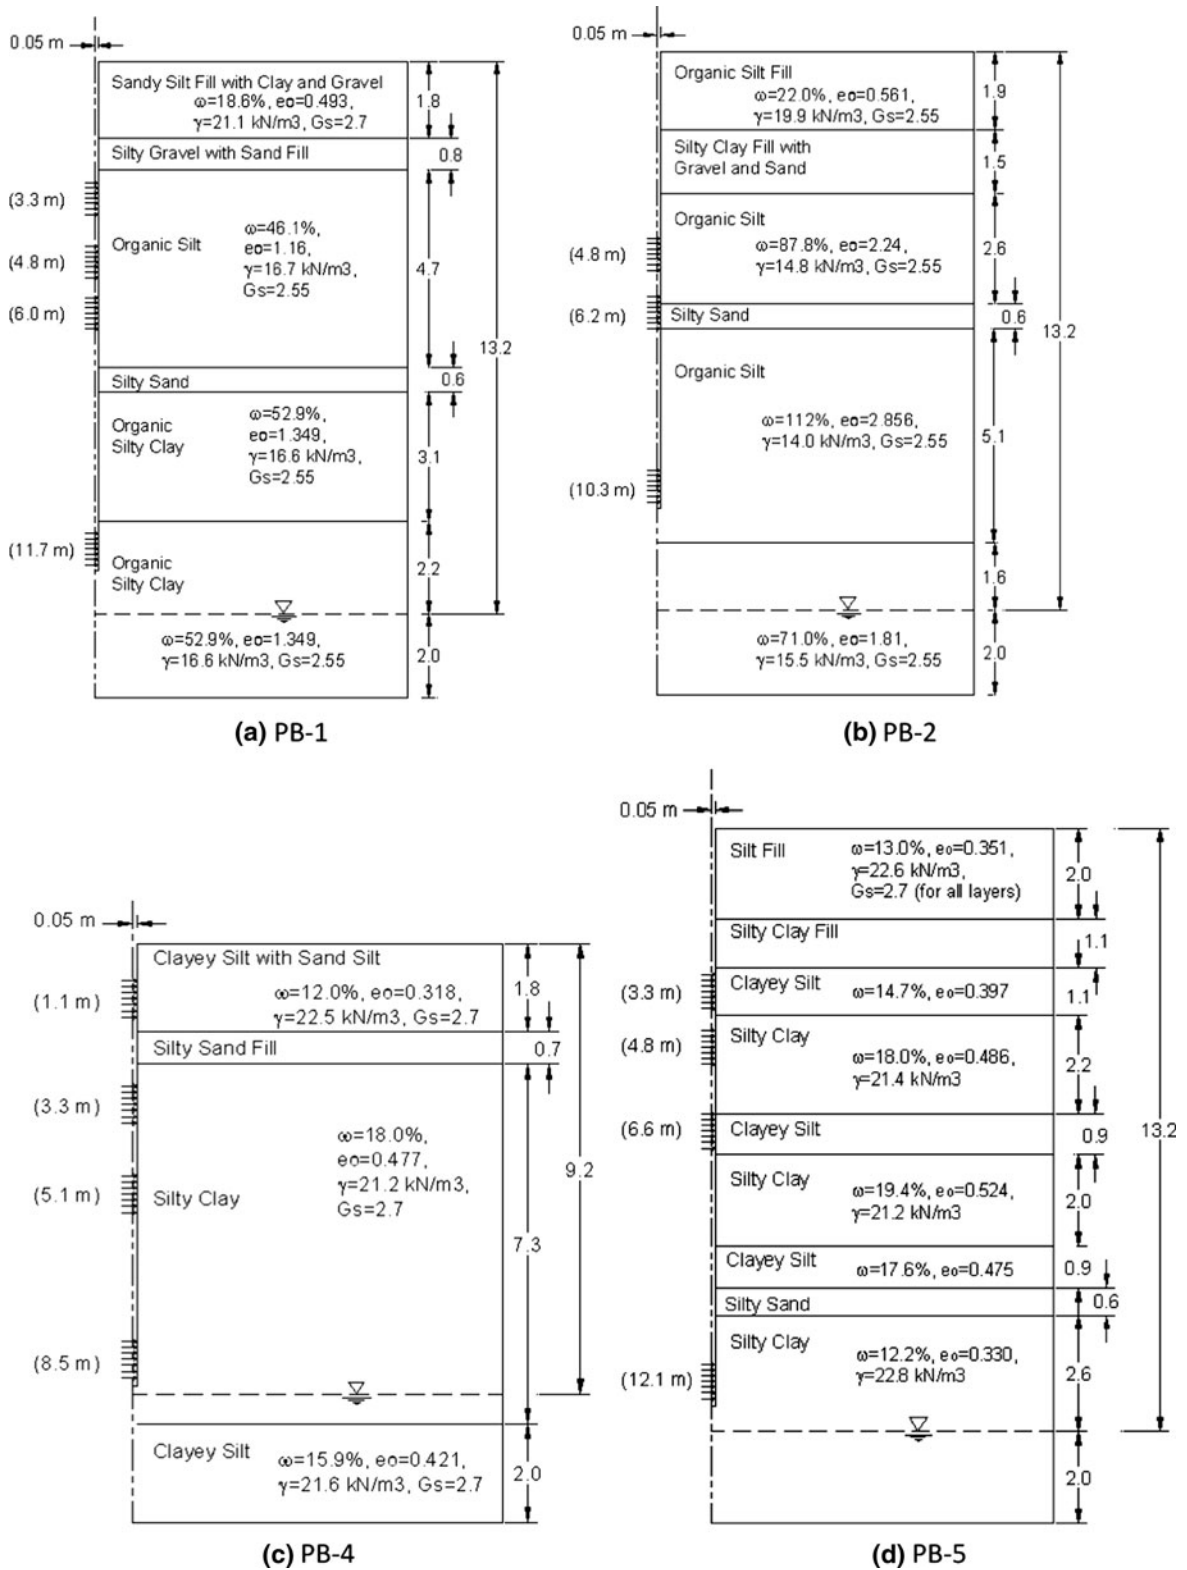 0.05 m
Sandy Silt Fill with Clay and Gravel
ω=18.6%, eo=0.493,
γ=21.1 kN/m3, Gs=2.7
1.8
Silty Gravel with Sand Fill
0.8
(3.3 m)
(4.8 m)
(6.0 m)
Organic Silt
ω=46.1%,
eo=1.16,
γ=16.7 kN/m3,
Gs=2.55
4.7
13.2
Silty Sand
0.6
Organic
Silty Clay
ω=52.9%,
eo=1.349,
γ=16.6 kN/m3,
Gs=2.55
3.1
(11.7 m)
Organic
Silty Clay
2.2
ω=52.9%, eo=1.349,
γ=16.6 kN/m3, Gs=2.55
2.0
(a) PB-1
0.05 m
Organic Silt Fill
ω=22.0%, eo=0.561,
γ=19.9 kN/m3, Gs=2.55
1.9
Silty Clay Fill with
Gravel and Sand
1.5
Organic Silt
ω=87.8%, eo=2.24,
γ=14.8 kN/m3, Gs=2.55
2.6
(4.8 m)
(6.2 m)
Silty Sand
0.6
13.2
Organic Silt
ω=112%, eo=2.856,
γ=14.0 kN/m3, Gs=2.55
5.1
(10.3 m)
1.6
ω=71.0%, eo=1.81,
γ=15.5 kN/m3, Gs=2.55
2.0
(b) PB-2
0.05 m
Clayey Silt with Sand Silt
(1.1 m)
ω=12.0%, eo=0.318,
γ=22.5 kN/m3, Gs=2.7
1.8
Silty Sand Fill
0.7
(3.3 m)
(5.1 m)
Silty Clay
ω=18.0%,
eo=0.477,
γ=21.2 kN/m3,
Gs=2.7
9.2
7.3
(8.5 m)
Clayey Silt
ω=15.9%, eo=0.421,
γ=21.6 kN/m3, Gs=2.7
2.0
(c) PB-4
0.05 m
Silt Fill
ω=13.0%, eo=0.351,
γ=22.6 kN/m3,
Gs=2.7 (for all layers)
2.0
Silty Clay Fill
1.1
(3.3 m)
Clayey Silt
ω=14.7%, eo=0.397
1.1
(4.8 m)
Silty Clay
ω=18.0%, eo=0.486,
γ=21.4 kN/m3
2.2
(6.6 m)
Clayey Silt
0.9
13.2
Silty Clay
ω=19.4%, eo=0.524,
γ=21.2 kN/m3
2.0
Clayey Silt
ω=17.6%, eo=0.475
0.9
Silty Sand
0.6
Silty Clay
ω=12.2%, eo=0.330,
γ=22.8 kN/m3
2.6
(12.1 m)
2.0
(d) PB-5